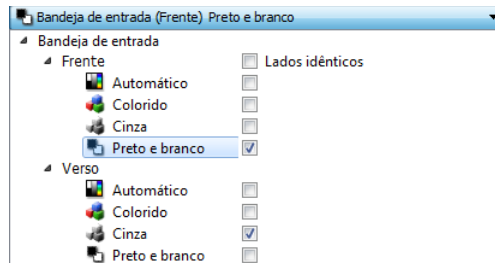 Bandeja de entrada (Frente) Preto e branco
Bandeja de entrada
Frente Lados idênticos
Automático
Colorido
Cinza
Preto e branco
Verso
Automático
Colorido
Cinza
Preto e branco